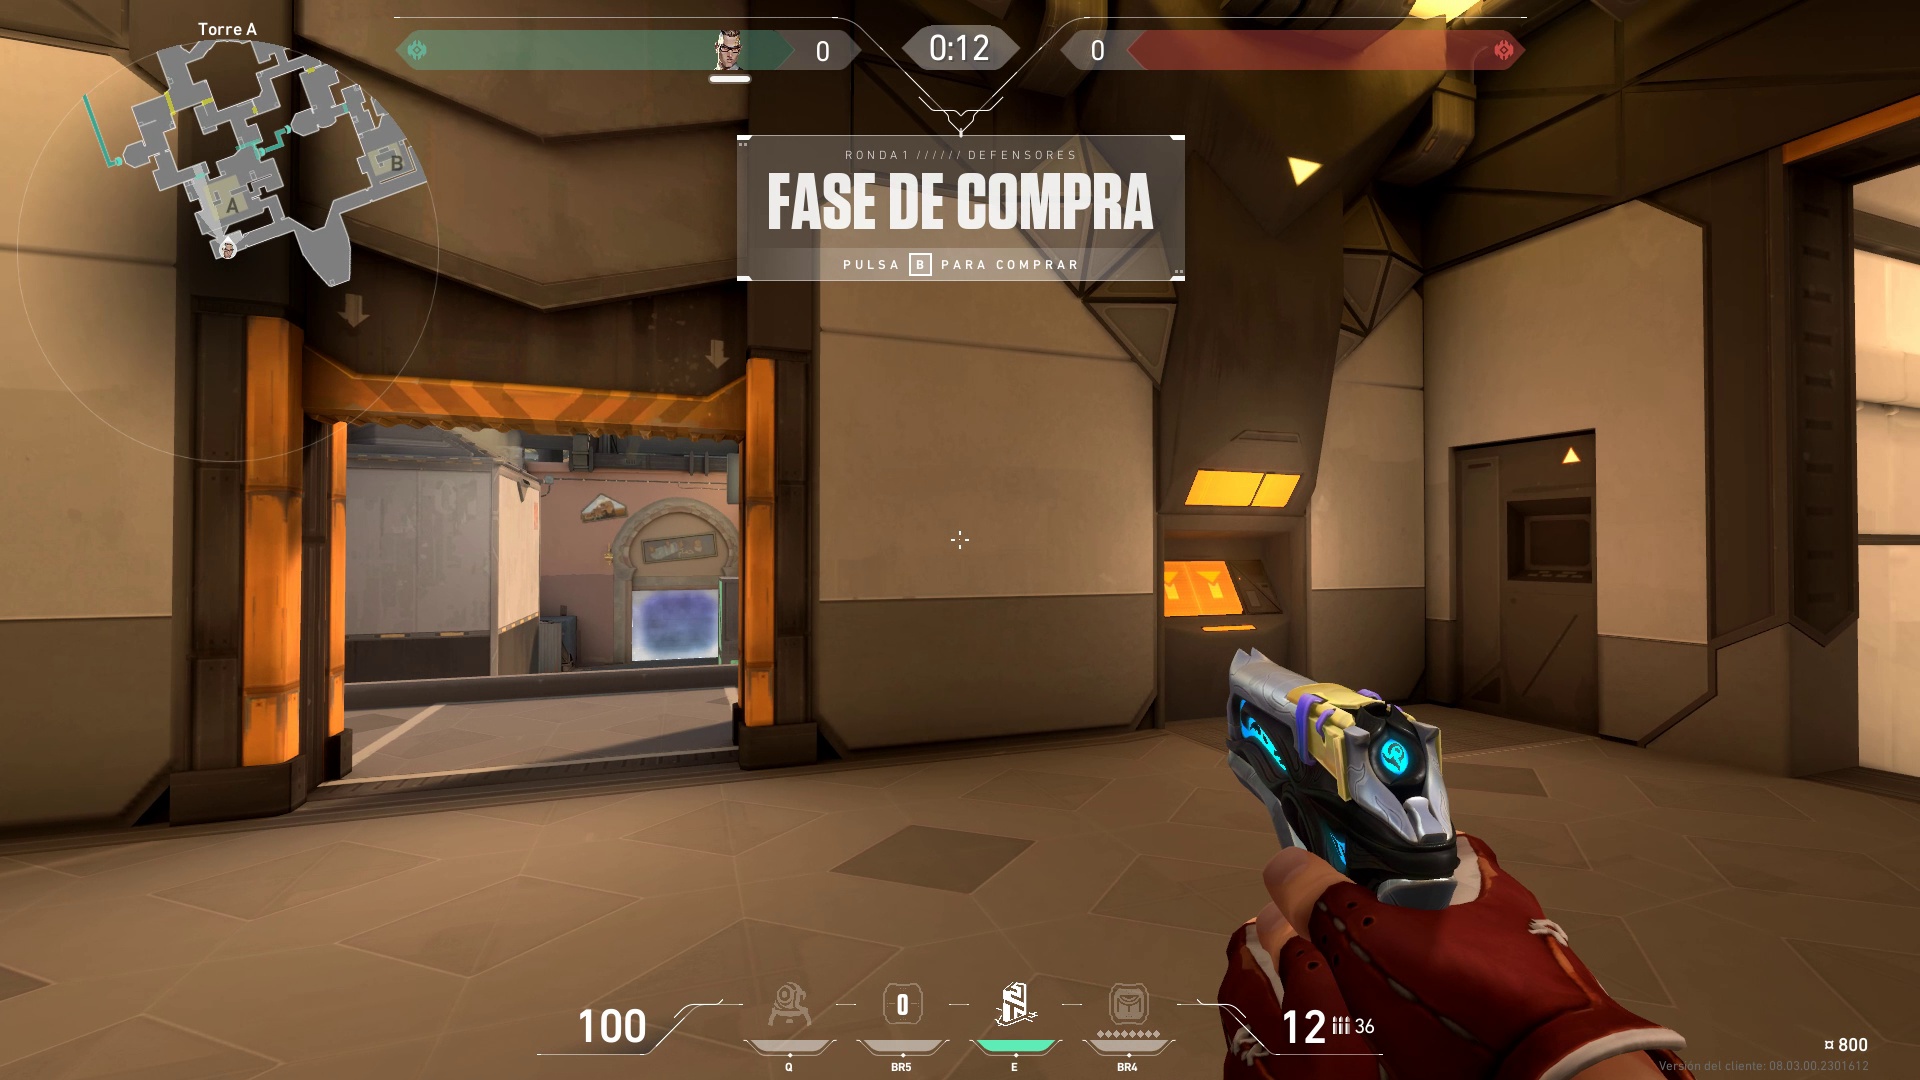 Torre A
0
0:12
0
RONDA 1 ////// DEFENSORES
FASE DE COMPRA
PULSA B PARA COMPRAR
B
A
100
0
12
36
Q
BR5
E
BR4
¤ 800
Versión del cliente: 08.03.00.2301612